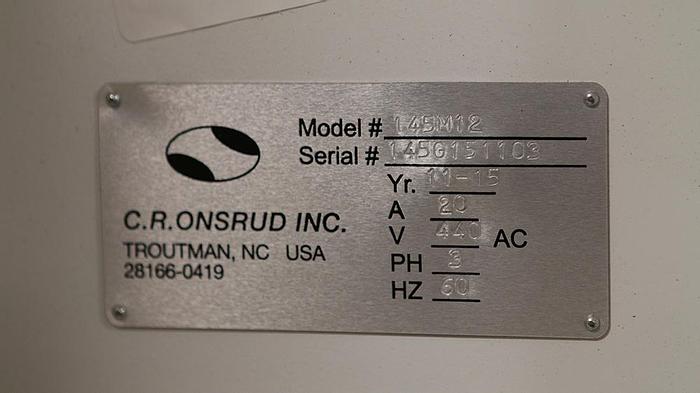 Model # 145M12
Serial # 145G151103
Yr. 11-15
A 20
V 440 AC
PH 3
HZ 60
C.R.ONSRUD INC.
TROUTMAN, NC USA
28166-0419